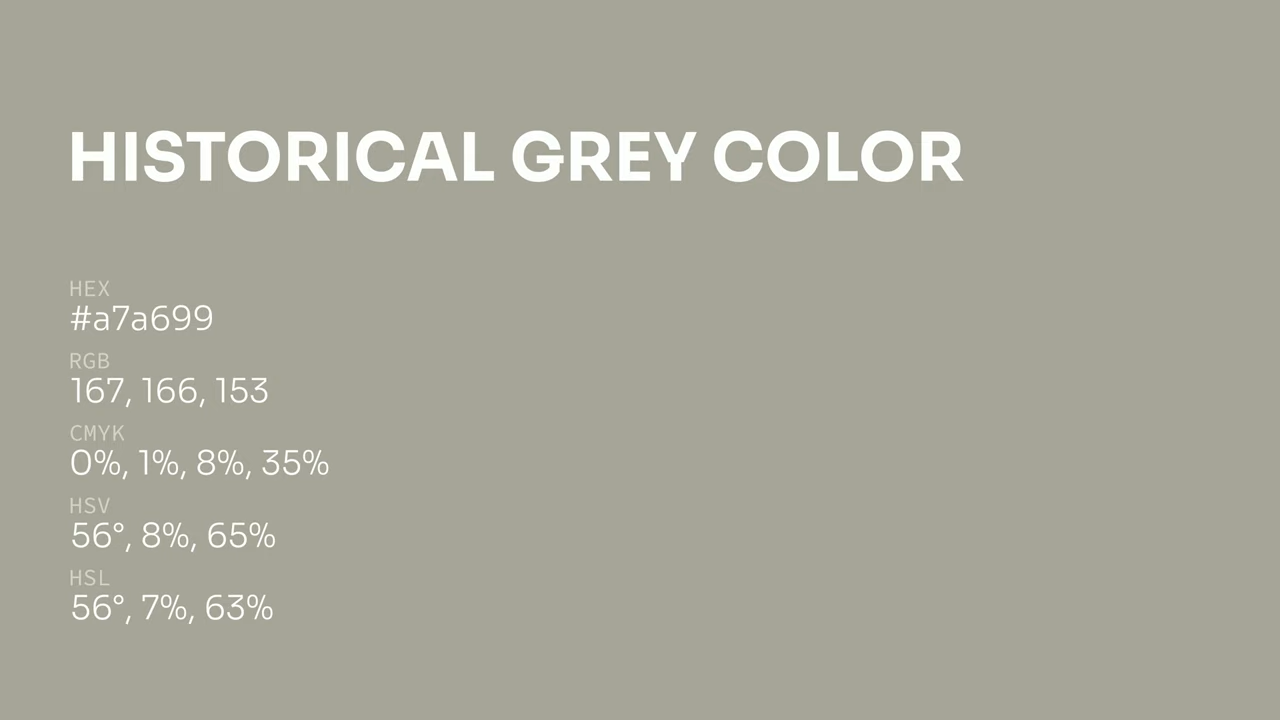 HISTORICAL GREY COLOR
HEX
#a7a699
RGB
167, 166, 153
CMYK
0%, 1%, 8%, 35%
HSV
56°, 8%, 65%
HSL
56°, 7%, 63%